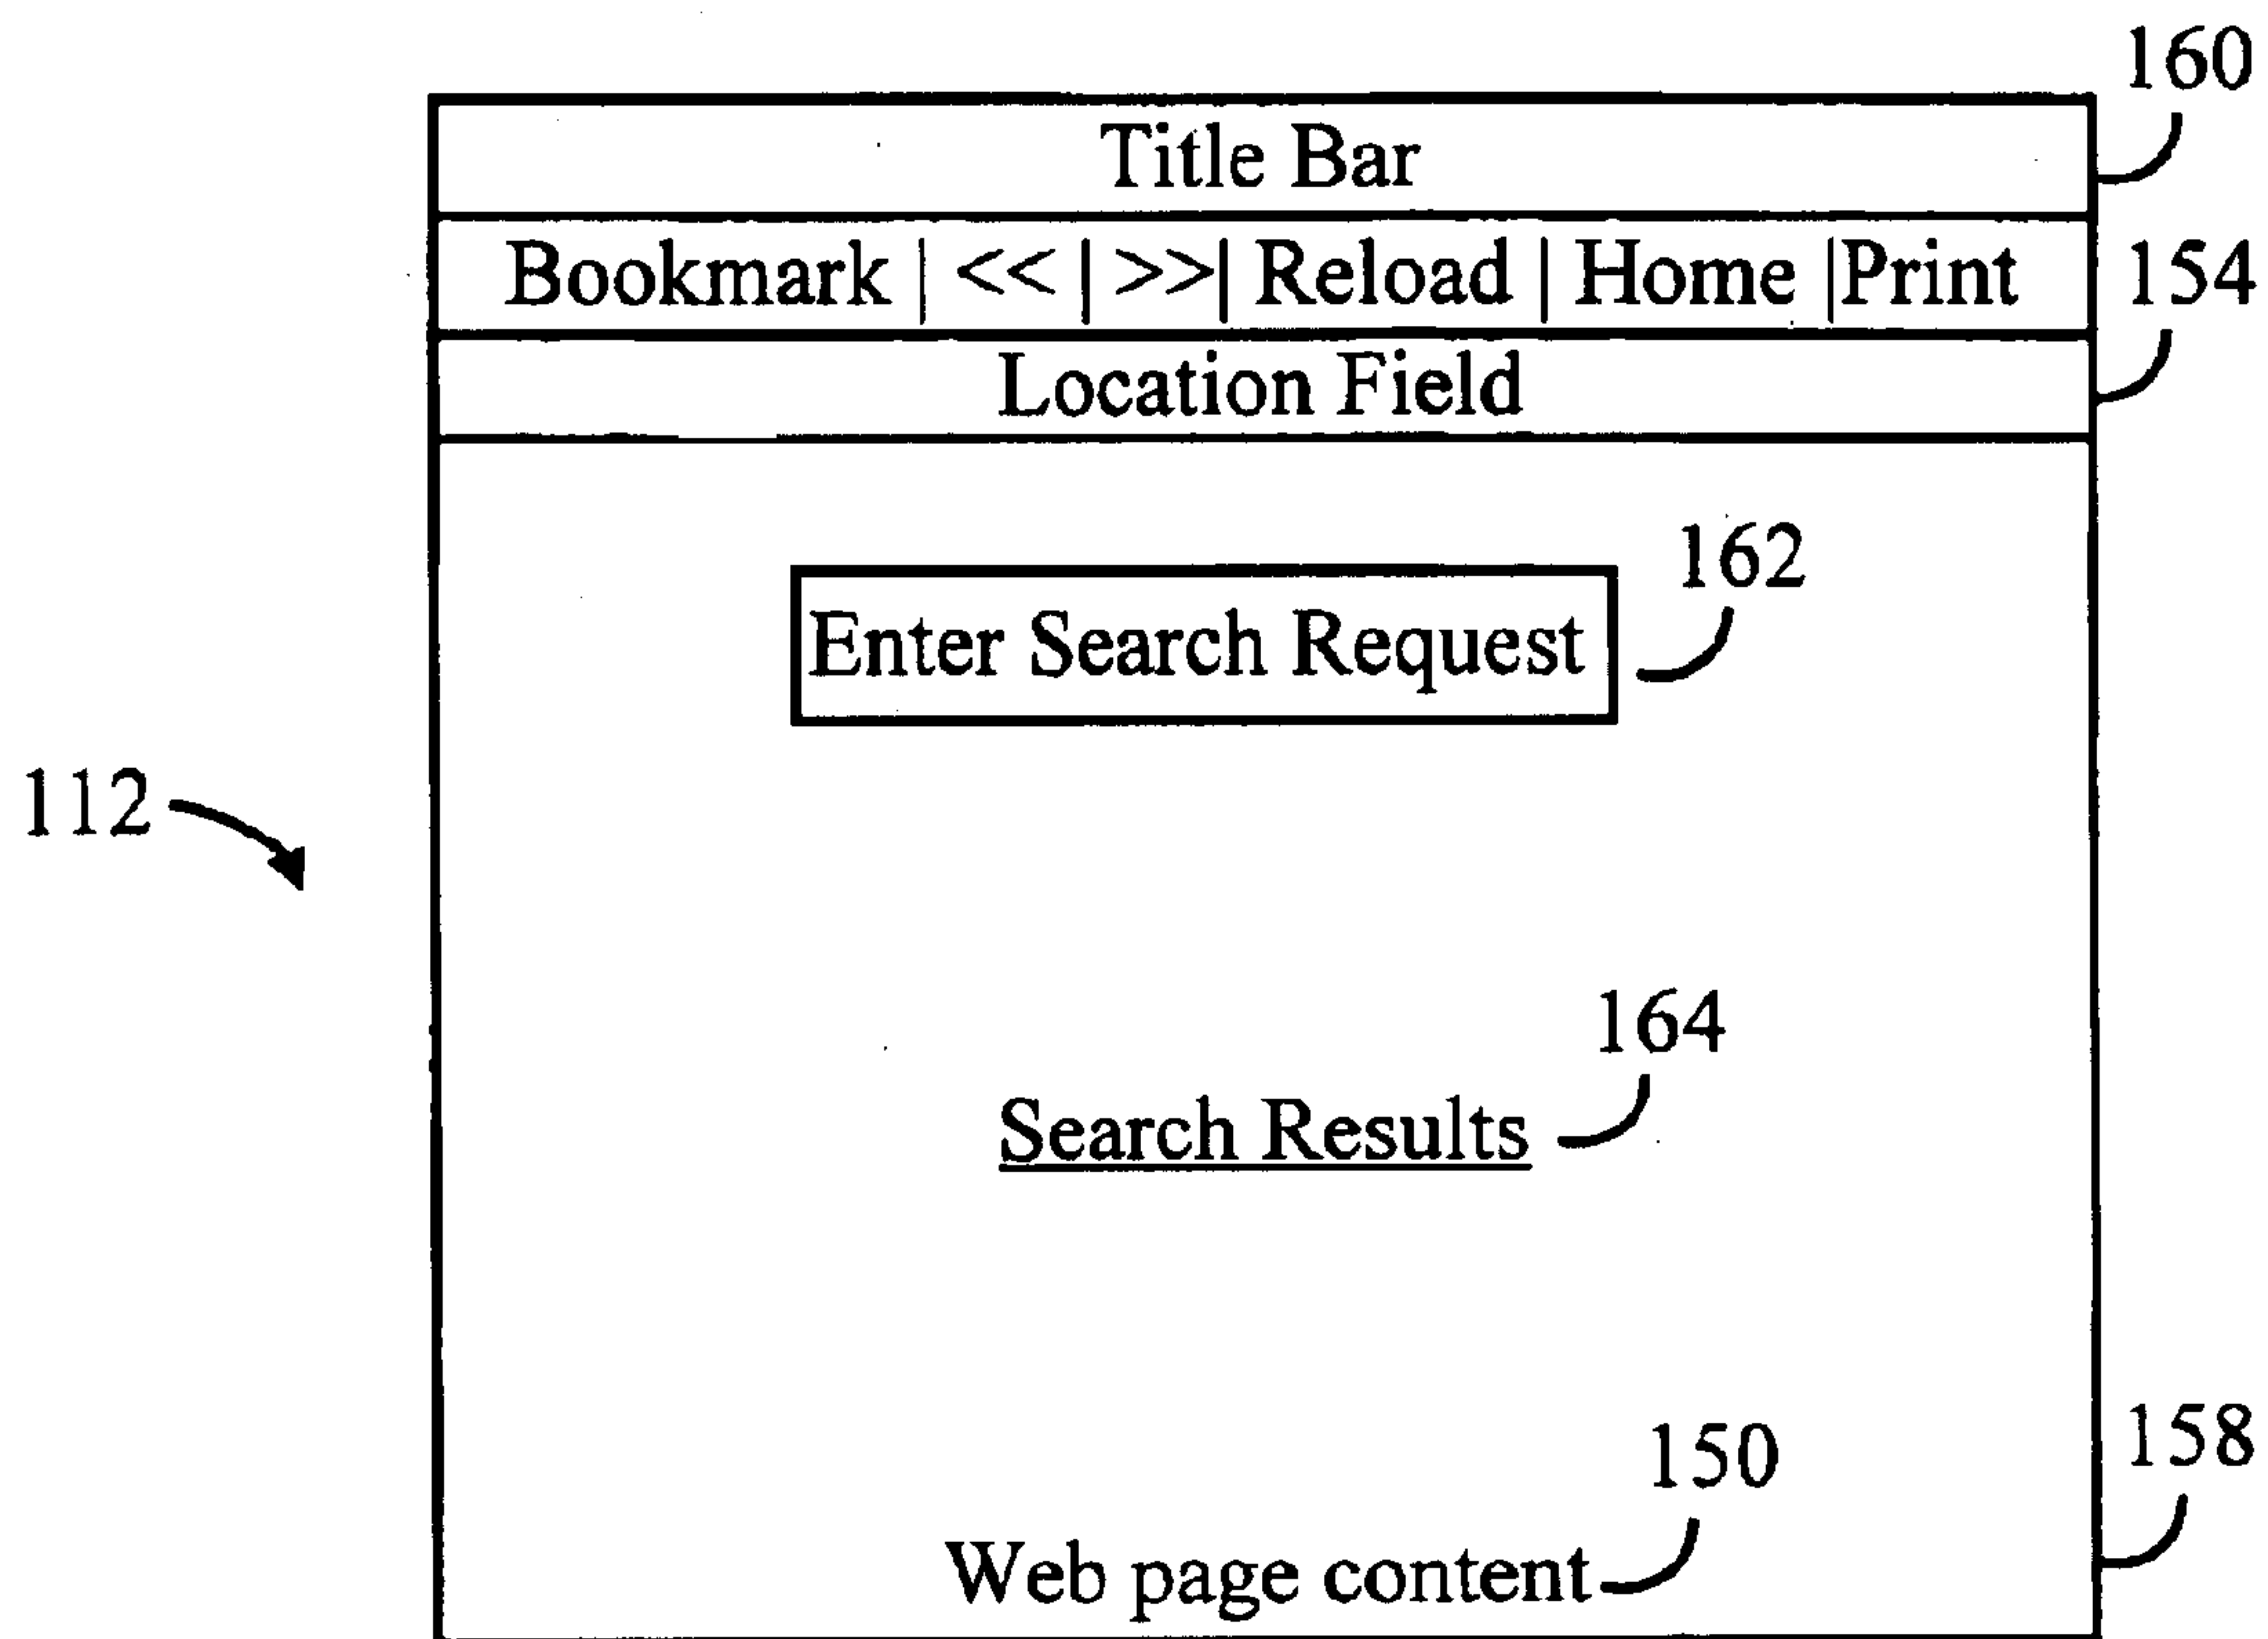 160
Title Bar
Bookmark | << | >>| Reload | Home |Print
154
Location Field
162
Enter Search Request
112
164
Search Results
150
158
Web page content